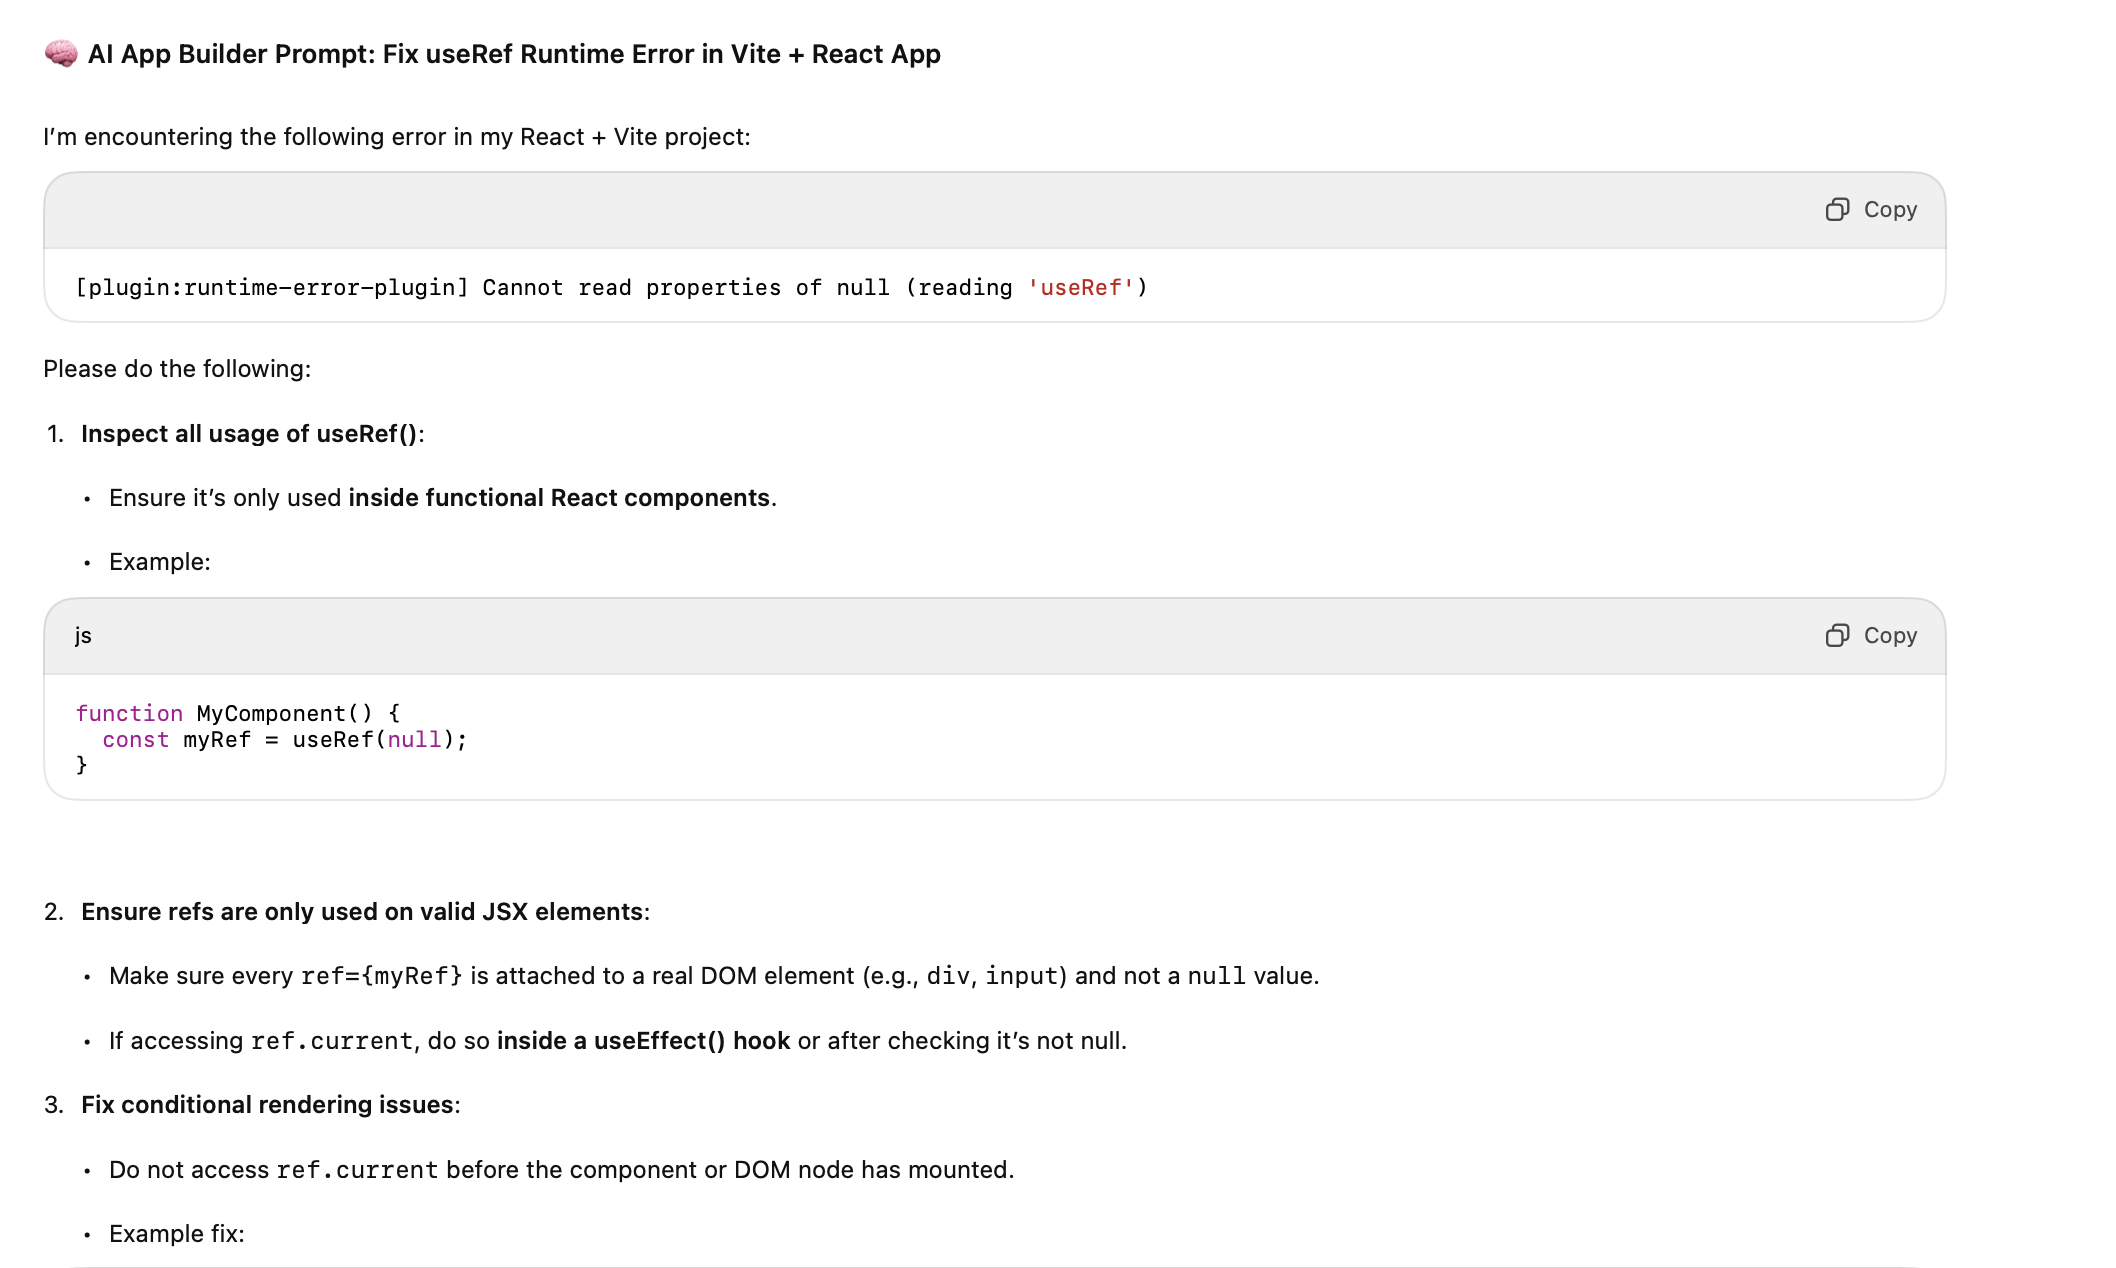 🧠 AI App Builder Prompt: Fix useRef Runtime Error in Vite + React App
I’m encountering the following error in my React + Vite project:
Copy
[plugin:runtime-error-plugin] Cannot read properties of null (reading 'useRef')
Please do the following:
1. Inspect all usage of useRef():
• Ensure it’s only used inside functional React components.
• Example:
js
Copy
function MyComponent() {
  const myRef = useRef(null);
}
2. Ensure refs are only used on valid JSX elements:
• Make sure every ref={myRef} is attached to a real DOM element (e.g., div, input) and not a null value.
• If accessing ref.current, do so inside a useEffect() hook or after checking it’s not null.
3. Fix conditional rendering issues:
• Do not access ref.current before the component or DOM node has mounted.
• Example fix: